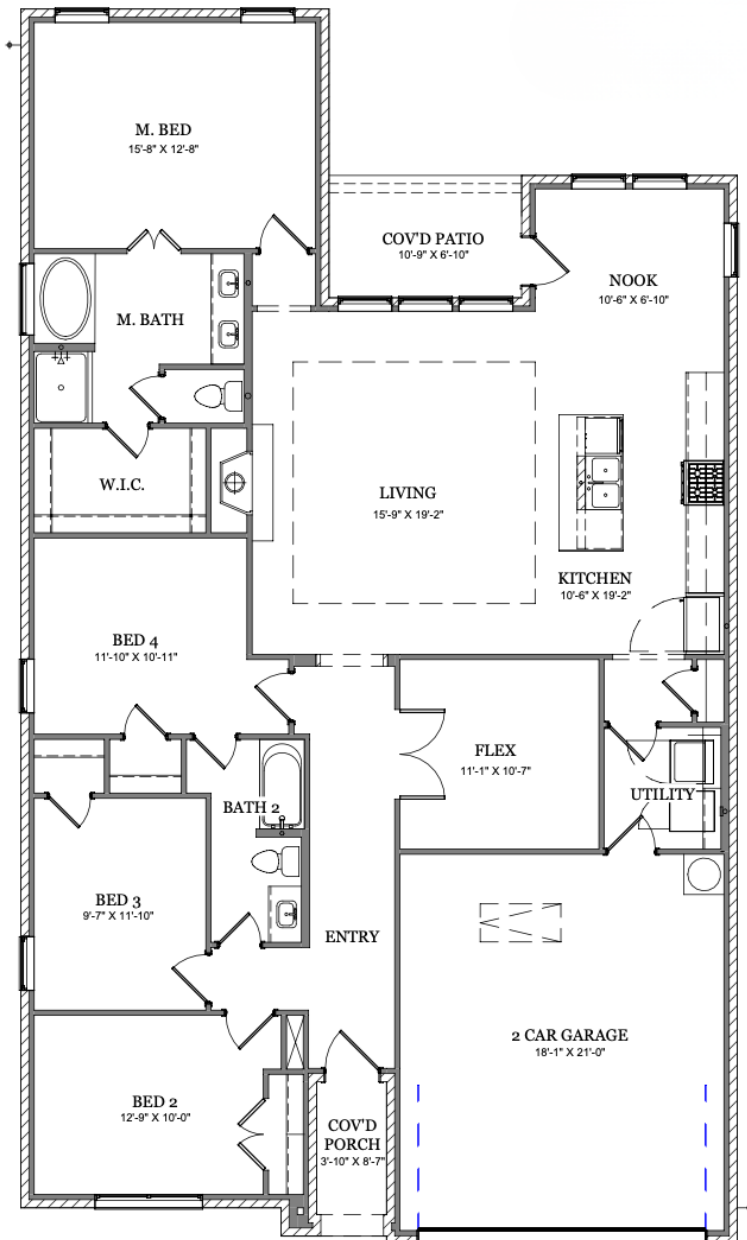 M. BED
15'-8" X 12'-8"
COV'D PATIO
10'-9" X 6'-10"
NOOK
10'-6" X 6'-10"
M. BATH
W.I.C.
LIVING
15'-9" X 19'-2"
KITCHEN
10'-6" X 19'-2"
BED 4
11'-10" X 10'-11"
FLEX
11'-1" X 10'-7"
UTILITY
BATH 2
BED 3
9'-7" X 11'-10"
ENTRY
2 CAR GARAGE
18'-1" X 21'-0"
BED 2
12'-9" X 10'-0"
COV'D
PORCH
3'-10" X 8'-7"